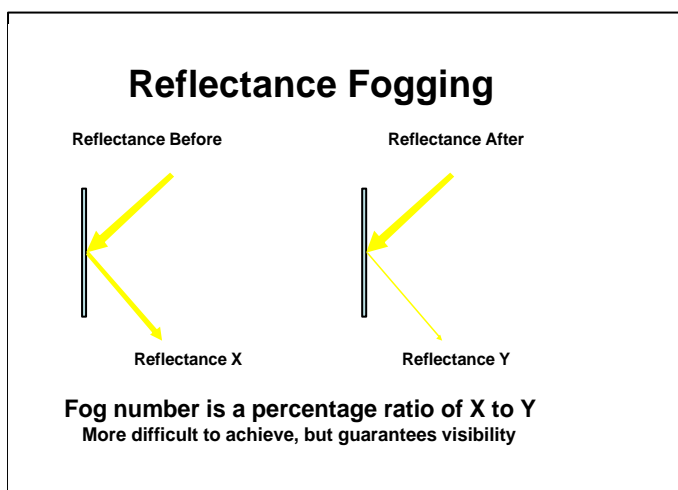 Reflectance Fogging
Reflectance Before
Reflectance After
Reflectance X
Reflectance Y
Fog number is a percentage ratio of X to Y
More difficult to achieve, but guarantees visibility